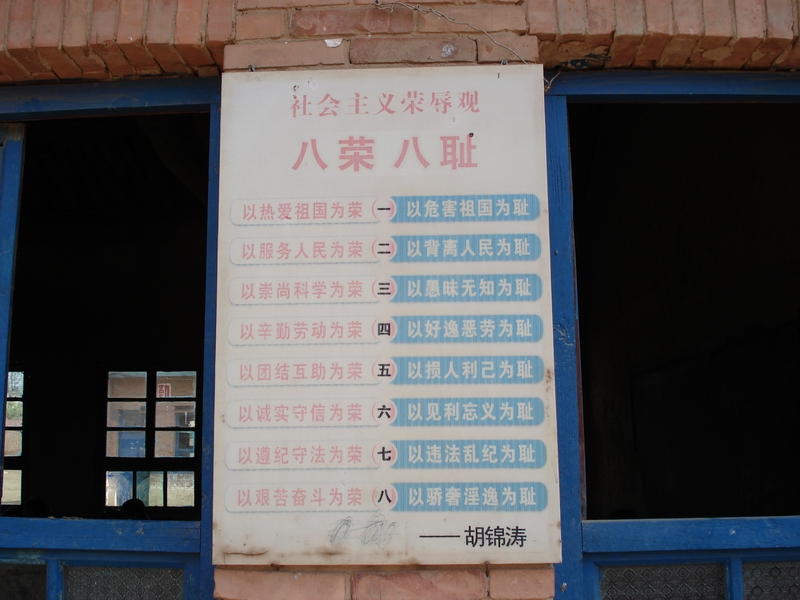 社会主义荣辱观
八荣八耻
以热爱祖国为荣 一 以危害祖国为耻
以服务人民为荣 二 以背离人民为耻
以崇尚科学为荣 三 以愚昧无知为耻
以辛勤劳动为荣 四 以好逸恶劳为耻
以团结互助为荣 五 以损人利己为耻
以诚实守信为荣 六 以见利忘义为耻
以遵纪守法为荣 七 以违法乱纪为耻
以艰苦奋斗为荣 八 以骄奢淫逸为耻
——胡锦涛